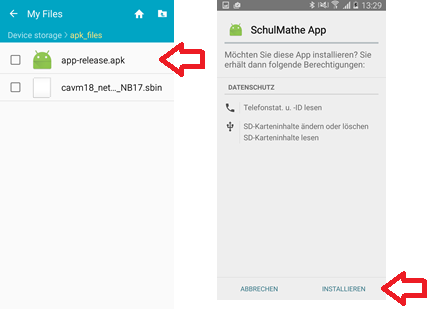 My Files
Device storage > apk_files
app-release.apk
cavm18_net..._NB17.sbin
13:29
SchulMathe App
Möchten Sie diese App installieren? Sie
erhält dann folgende Berechtigungen:
DATENSCHUTZ
Telefonstat. u. -ID lesen
SD-Karteninhalte ändern oder löschen
SD-Karteninhalte lesen
ABBRECHEN
INSTALLIEREN